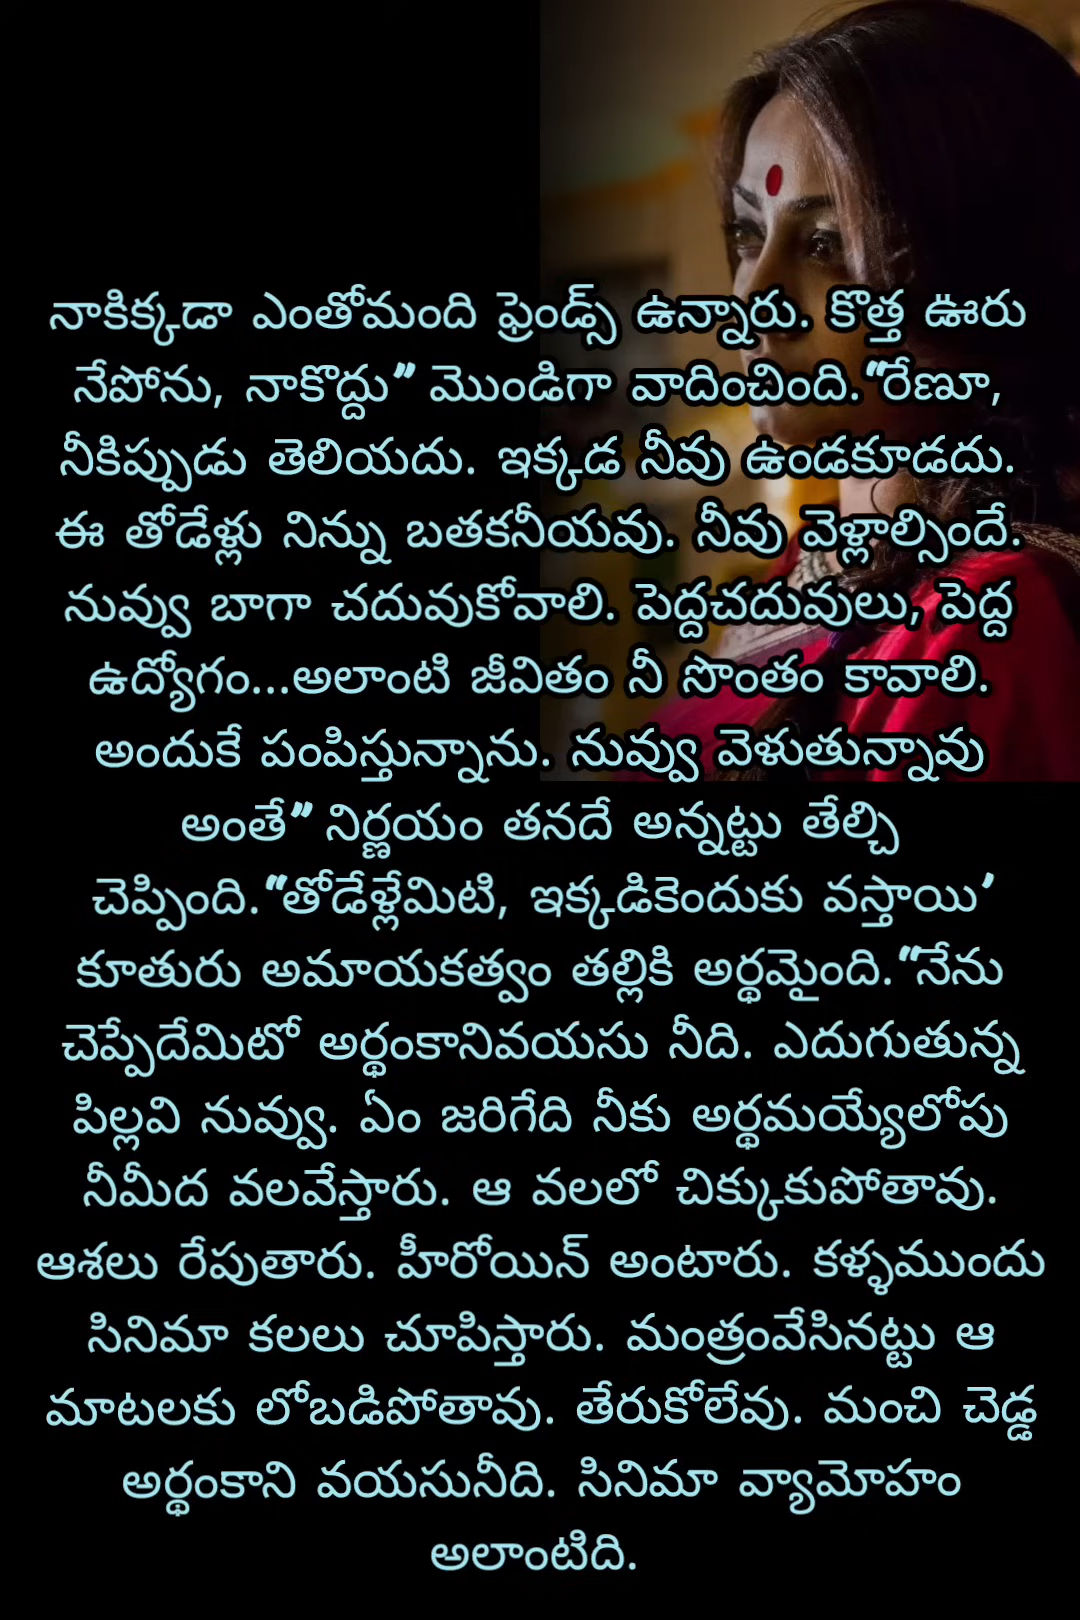 నాకిక్కడా ఎంతోమంది ఫ్రెండ్స్ ఉన్నారు. కొత్త ఊరు
నేపోను, నాకొద్దు” మొండిగా వాదించింది.“రేణూ,
నీకిప్పుడు తెలియదు. ఇక్కడ నీవు ఉండకూడదు.
ఈ తోడేళ్లు నిన్ను బతకనీయవు. నీవు వెళ్లాల్సిందే.
నువ్వు బాగా చదువుకోవాలి. పెద్దచదువులు, పెద్ద
ఉద్యోగం...అలాంటి జీవితం నీ సొంతం కావాలి.
అందుకే పంపిస్తున్నాను. నువ్వు వెళుతున్నావు
అంతే” నిర్ణయం తనదే అన్నట్టు తేల్చి
చెప్పింది.“తోడేళ్లేమిటి, ఇక్కడికెందుకు వస్తాయి’
కూతురు అమాయకత్వం తల్లికి అర్థమైంది.“నేను
చెప్పేదేమిటో అర్థంకానివయసు నీది. ఎదుగుతున్న
పిల్లవి నువ్వు. ఏం జరిగేది నీకు అర్థమయ్యేలోపు
నీమీద వలవేస్తారు. ఆ వలలో చిక్కుకుపోతావు.
ఆశలు రేపుతారు. హీరోయిన్ అంటారు. కళ్ళముందు
సినిమా కలలు చూపిస్తారు. మంత్రంవేసినట్టు ఆ
మాటలకు లోబడిపోతావు. తేరుకోలేవు. మంచి చెడ్డ
అర్థంకాని వయసునీది. సినిమా వ్యామోహం
అలాంటిది.